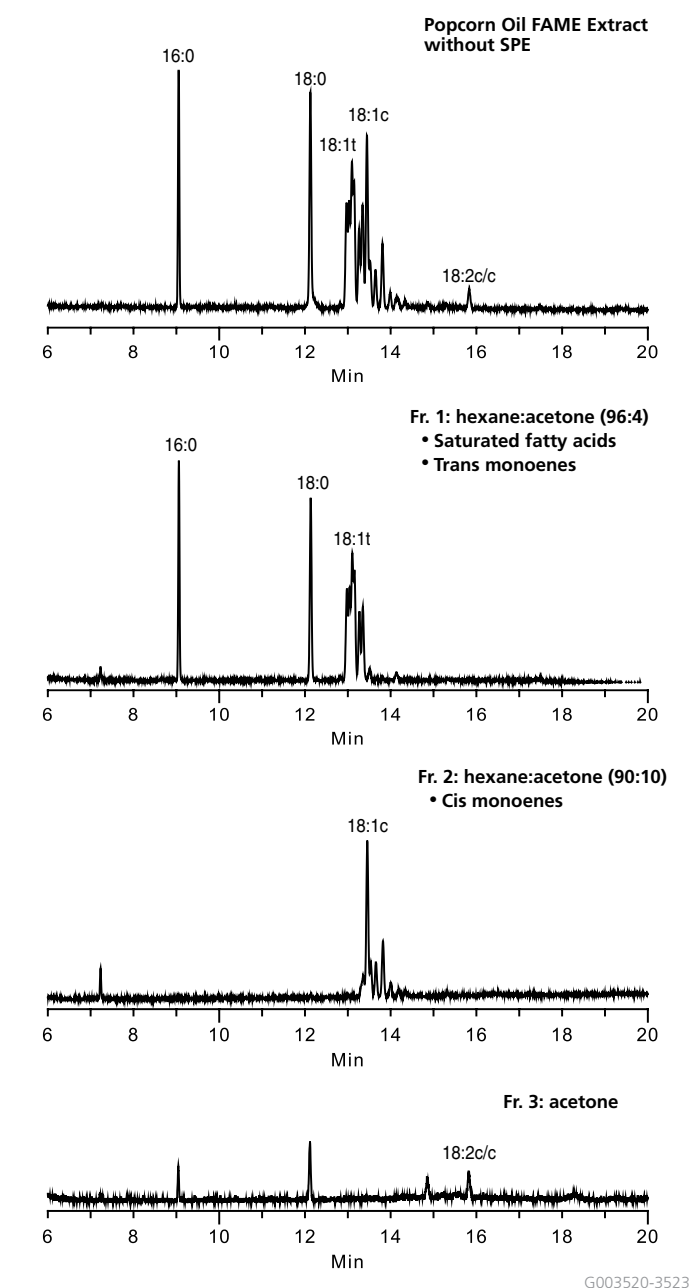 Popcorn Oil FAME Extract
without SPE
16:0
18:0
18:1c
18:1t
18:2c/c
6 8 10 12 14 16 18 20
Min
Fr. 1: hexane:acetone (96:4)
• Saturated fatty acids
• Trans monoenes
16:0
18:0
18:1t
6 8 10 12 14 16 18 20
Min
Fr. 2: hexane:acetone (90:10)
• Cis monoenes
18:1c
6 8 10 12 14 16 18 20
Min
Fr. 3: acetone
18:2c/c
6 8 10 12 14 16 18 20
Min
G003520-3523